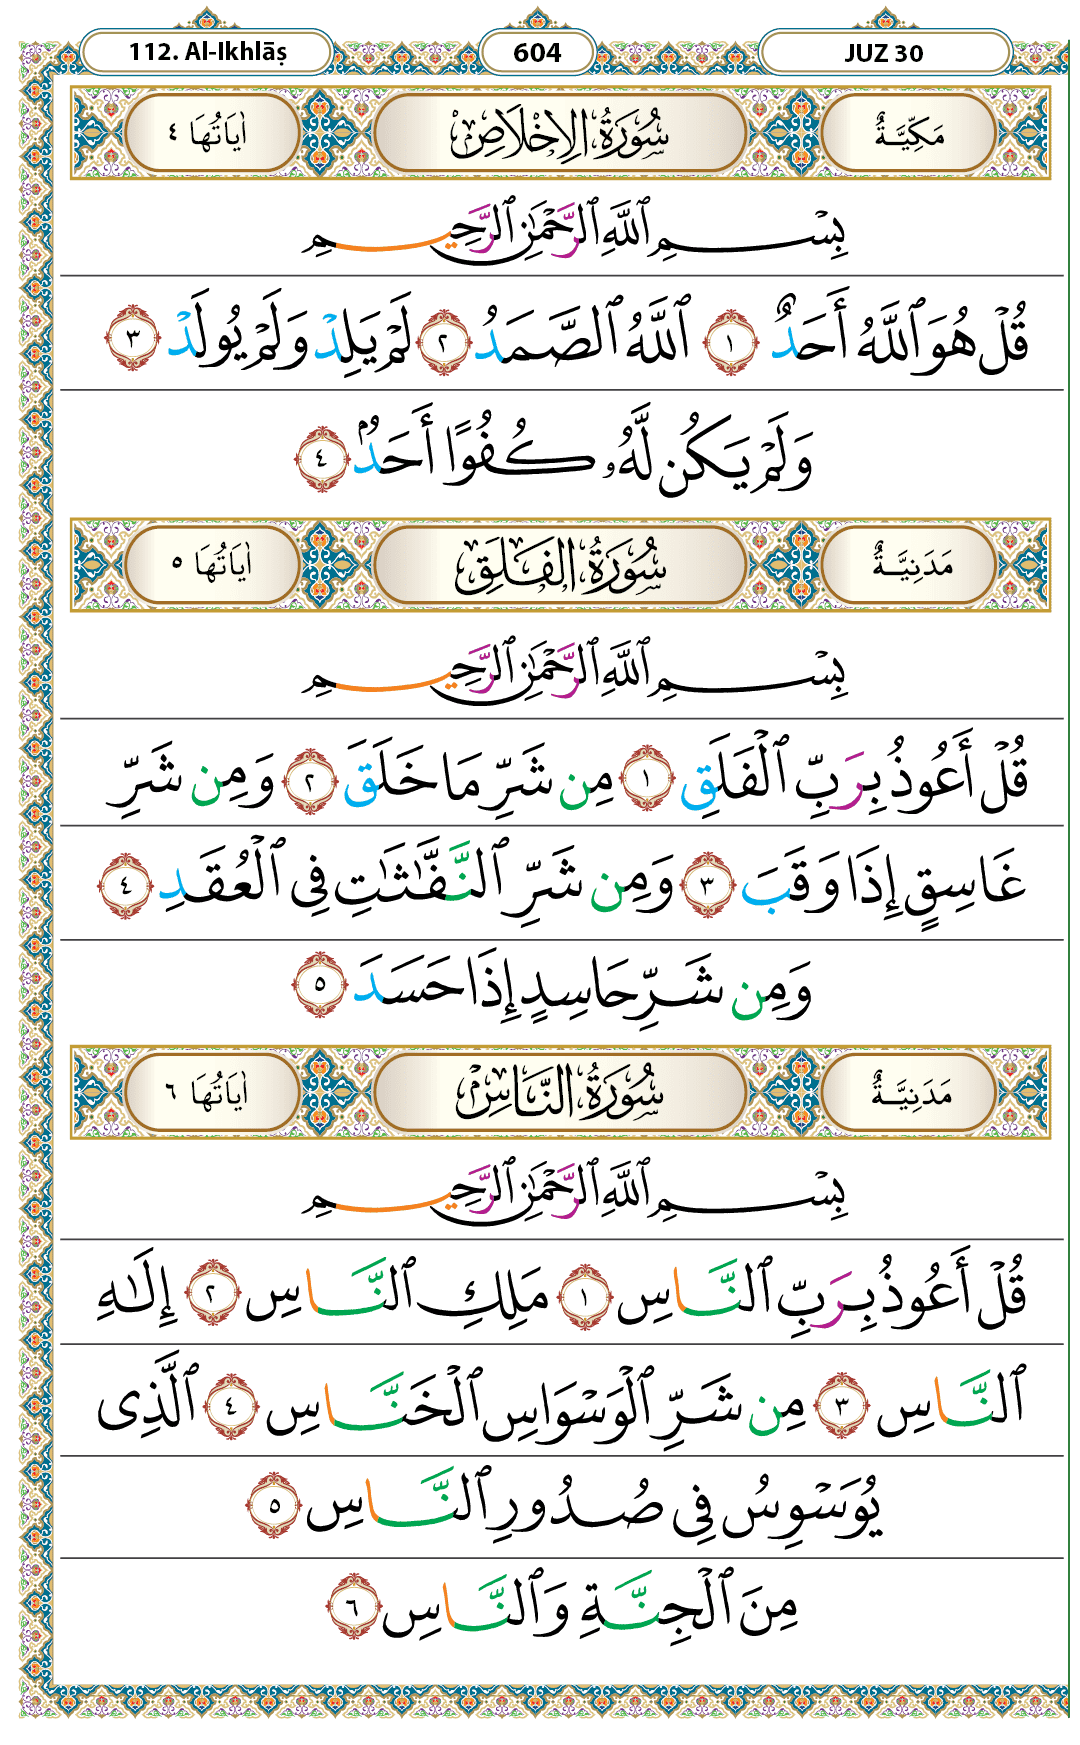 112. Al-Ikhlāṣ 604 JUZ 30
مَكِّيَّةٌ سُورَةُ الإِخْلَاصِ اٰيَاتُهَا ٤
بِسْمِ ٱللَّهِ ٱلرَّحْمَٰنِ ٱلرَّحِيمِ
قُلْ هُوَ ٱللَّهُ أَحَدٌ ١ ٱللَّهُ ٱلصَّمَدُ ٢ لَمْ يَلِدْ وَلَمْ يُولَدْ ٣
وَلَمْ يَكُن لَّهُۥ كُفُوًا أَحَدٌۢ ٤
مَدَنِيَّةٌ سُورَةُ الفَلَقِ اٰيَاتُهَا ٥
بِسْمِ ٱللَّهِ ٱلرَّحْمَٰنِ ٱلرَّحِيمِ
قُلْ أَعُوذُ بِرَبِّ ٱلْفَلَقِ ١ مِن شَرِّ مَا خَلَقَ ٢ وَمِن شَرِّ
غَاسِقٍ إِذَا وَقَبَ ٣ وَمِن شَرِّ ٱلنَّفَّٰثَٰتِ فِى ٱلْعُقَدِ ٤
وَمِن شَرِّ حَاسِدٍ إِذَا حَسَدَ ٥
مَدَنِيَّةٌ سُورَةُ النَّاسِ اٰيَاتُهَا ٦
بِسْمِ ٱللَّهِ ٱلرَّحْمَٰنِ ٱلرَّحِيمِ
قُلْ أَعُوذُ بِرَبِّ ٱلنَّاسِ ١ مَلِكِ ٱلنَّاسِ ٢ إِلَٰهِ
ٱلنَّاسِ ٣ مِن شَرِّ ٱلْوَسْوَاسِ ٱلْخَنَّاسِ ٤ ٱلَّذِى
يُوَسْوِسُ فِى صُدُورِ ٱلنَّاسِ ٥
مِنَ ٱلْجِنَّةِ وَٱلنَّاسِ ٦